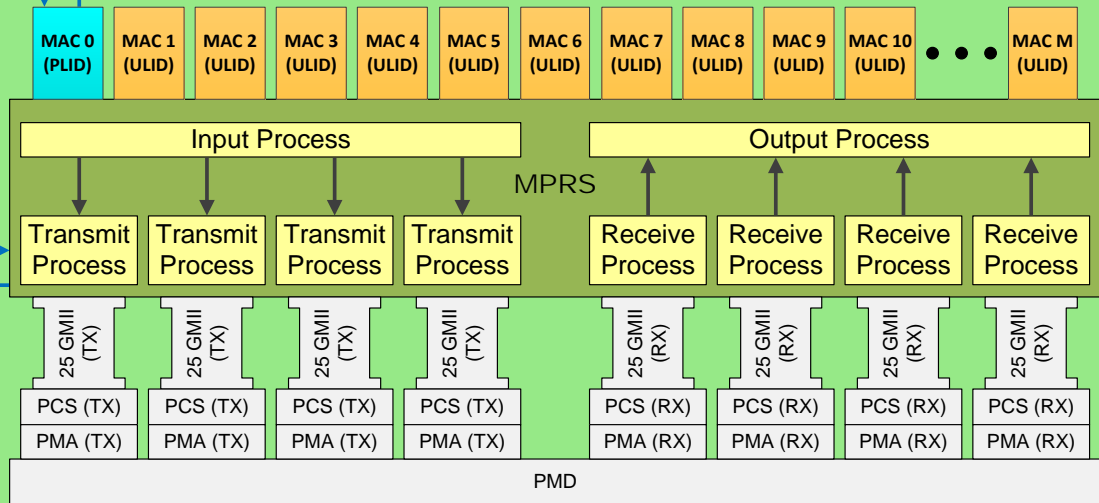 MAC 0 MAC 1 MAC 2 MAC 3 MAC 4 MAC 5 MAC 6 MAC 7 MAC 8 MAC 9 MAC 10 • • • MAC M
(PLID) (ULID) (ULID) (ULID) (ULID) (ULID) (ULID) (ULID) (ULID) (ULID) (ULID) (ULID)
Input Process Output Process
MPRS
Transmit Transmit Transmit Transmit Receive Receive Receive Receive
Process Process Process Process Process Process Process Process
25 GMII 25 GMII 25 GMII 25 GMII 25 GMII 25 GMII 25 GMII 25 GMII
(TX) (TX) (TX) (TX) (RX) (RX) (RX) (RX)
PCS (TX) PCS (TX) PCS (TX) PCS (TX) PCS (RX) PCS (RX) PCS (RX) PCS (RX)
PMA (TX) PMA (TX) PMA (TX) PMA (TX) PMA (RX) PMA (RX) PMA (RX) PMA (RX)
PMD